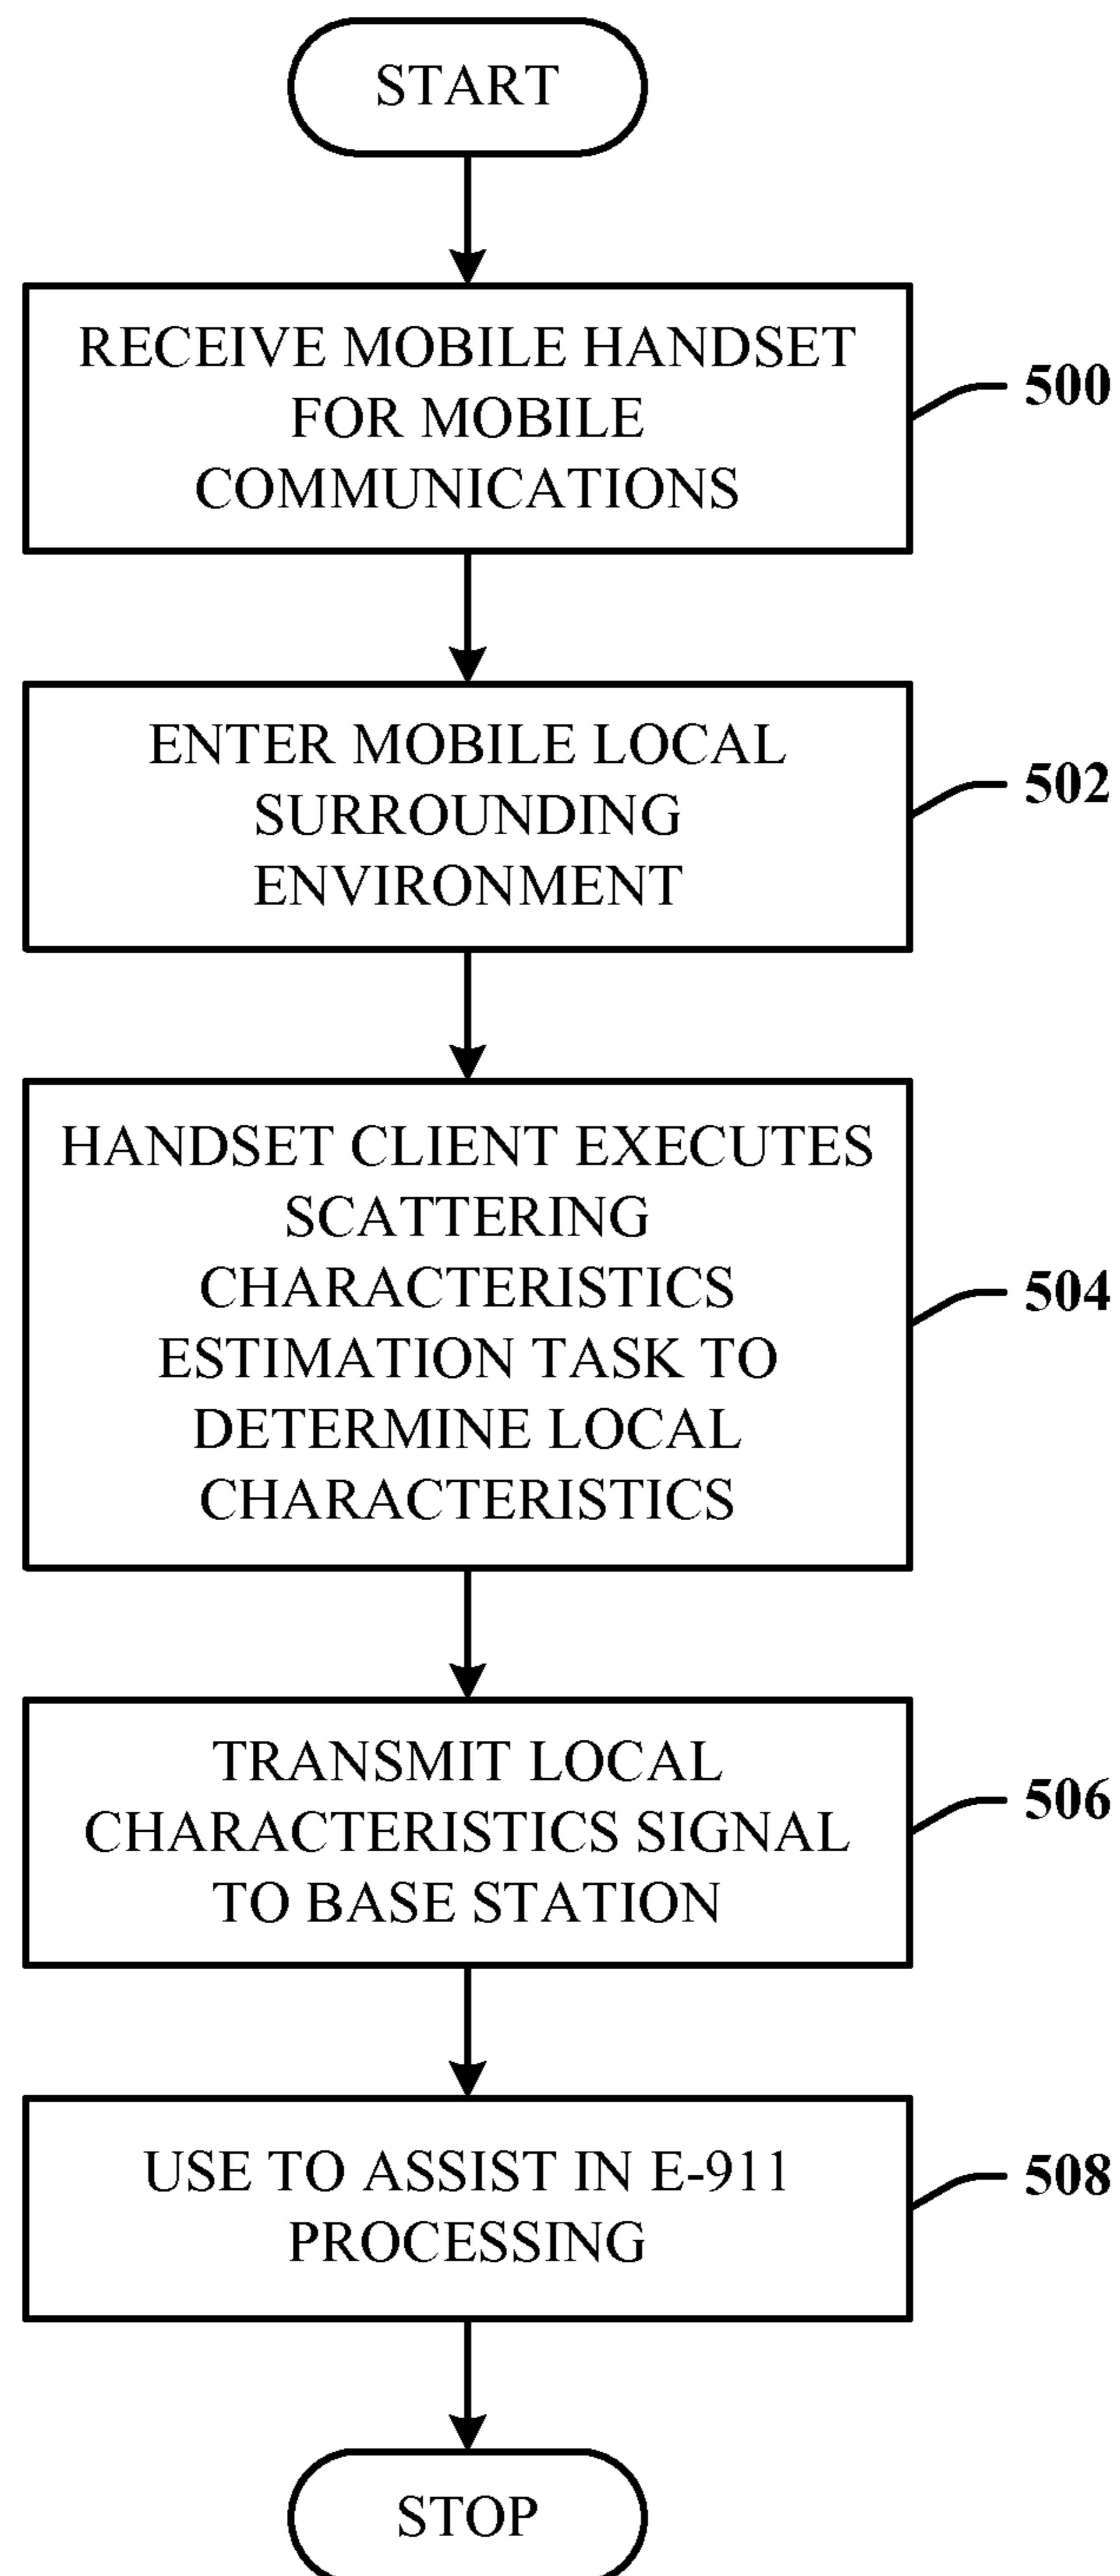 START
RECEIVE MOBILE HANDSET
FOR MOBILE
COMMUNICATIONS
500
ENTER MOBILE LOCAL
SURROUNDING
ENVIRONMENT
502
HANDSET CLIENT EXECUTES
SCATTERING
CHARACTERISTICS
ESTIMATION TASK TO
DETERMINE LOCAL
CHARACTERISTICS
504
TRANSMIT LOCAL
CHARACTERISTICS SIGNAL
TO BASE STATION
506
USE TO ASSIST IN E-911
PROCESSING
508
STOP